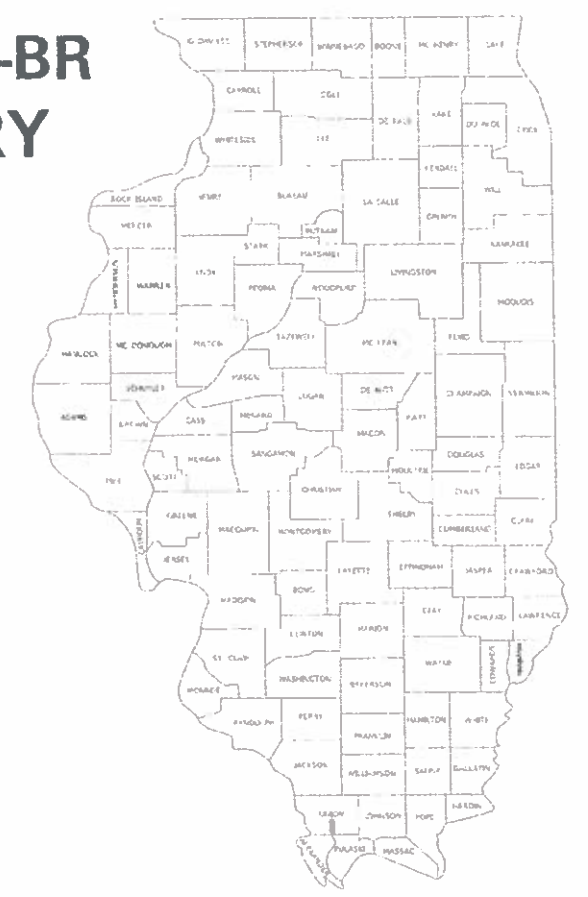 -BR
RY
STEPHENSON WINNEBAGO BOONE MC HENRY LAKE
CARROLL OGLE
DE KALB KANE DU PAGE COOK
WHITESIDE LEE
KENDALL
WILL
ROCK ISLAND HENRY BUREAU LA SALLE
GRUNDY
MERCER
PUTNAM
KANKAKEE
STARK MARSHALL
KNOX
LIVINGSTON
WARREN PEORIA WOODFORD
IROQUOIS
HANCOCK MC DONOUGH FULTON TAZEWELL MC LEAN FORD
MASON
SCHUYLER LOGAN DE WITT CHAMPAIGN VERMILION
ADAMS BROWN CASS MENARD PIATT
MACON
MORGAN SANGAMON DOUGLAS EDGAR
PIKE SCOTT MOULTRIE
CHRISTIAN COLES
GREENE SHELBY
CALHOUN MACOUPIN MONTGOMERY CUMBERLAND CLARK
JERSEY FAYETTE EFFINGHAM JASPER CRAWFORD
MADISON BOND
CLAY RICHLAND LAWRENCE
CLINTON MARION
ST. CLAIR WAYNE EDWARDS
WASHINGTON JEFFERSON
MONROE
RANDOLPH PERRY HAMILTON WHITE
FRANKLIN
JACKSON WILLIAMSON SALINE GALLATIN
UNION JOHNSON POPE HARDIN
PULASKI MASSAC